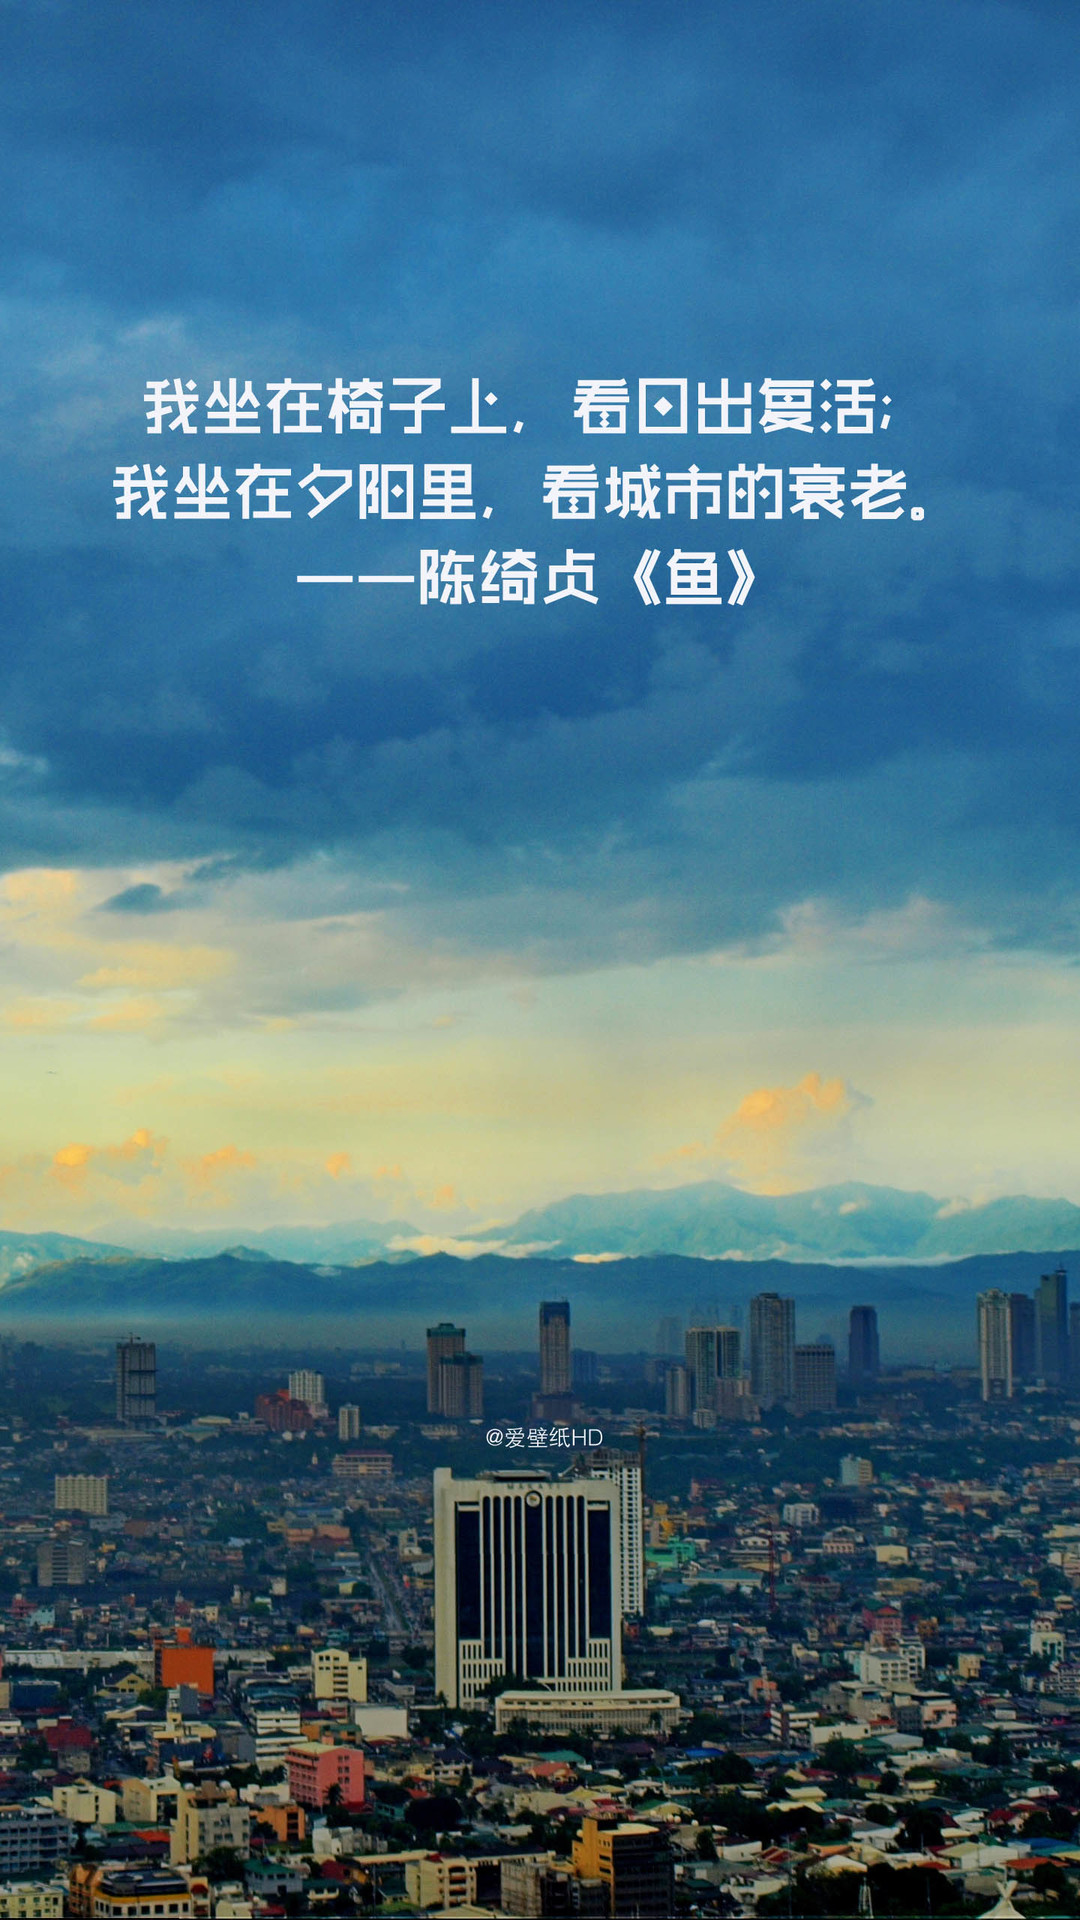 我坐在椅子上，看日出复活；
我坐在夕阳里，看城市的衰老。
——陈绮贞《鱼》
@爱壁纸HD